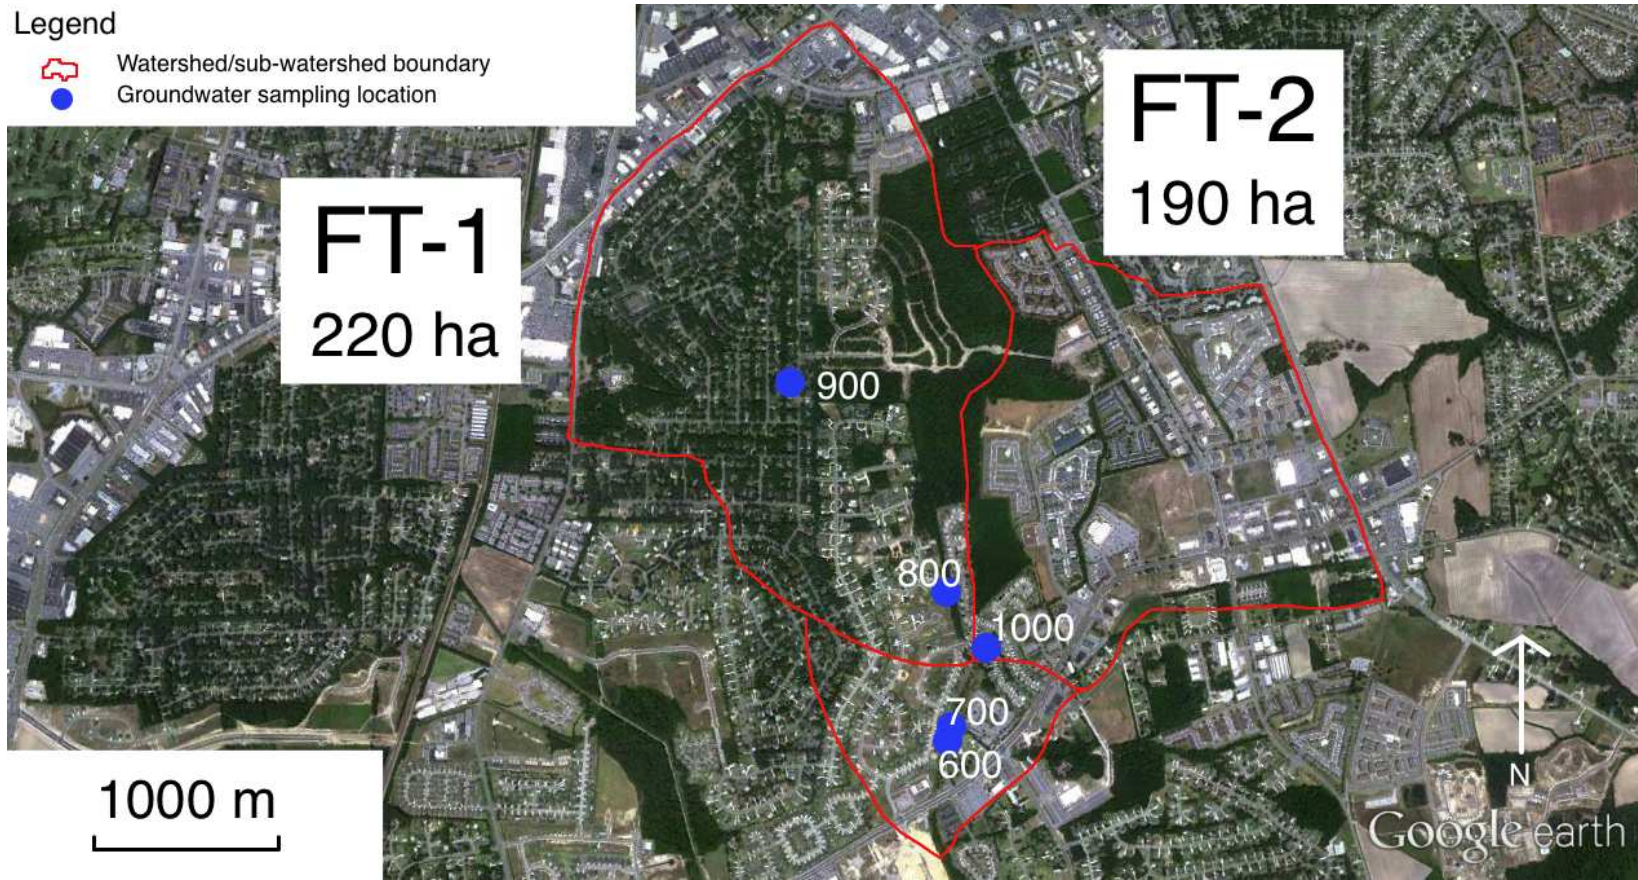 Legend
Watershed/sub-watershed boundary
Groundwater sampling location
FT-1
220 ha
FT-2
190 ha
900
800
1000
700
600
1000 m
N
Google earth